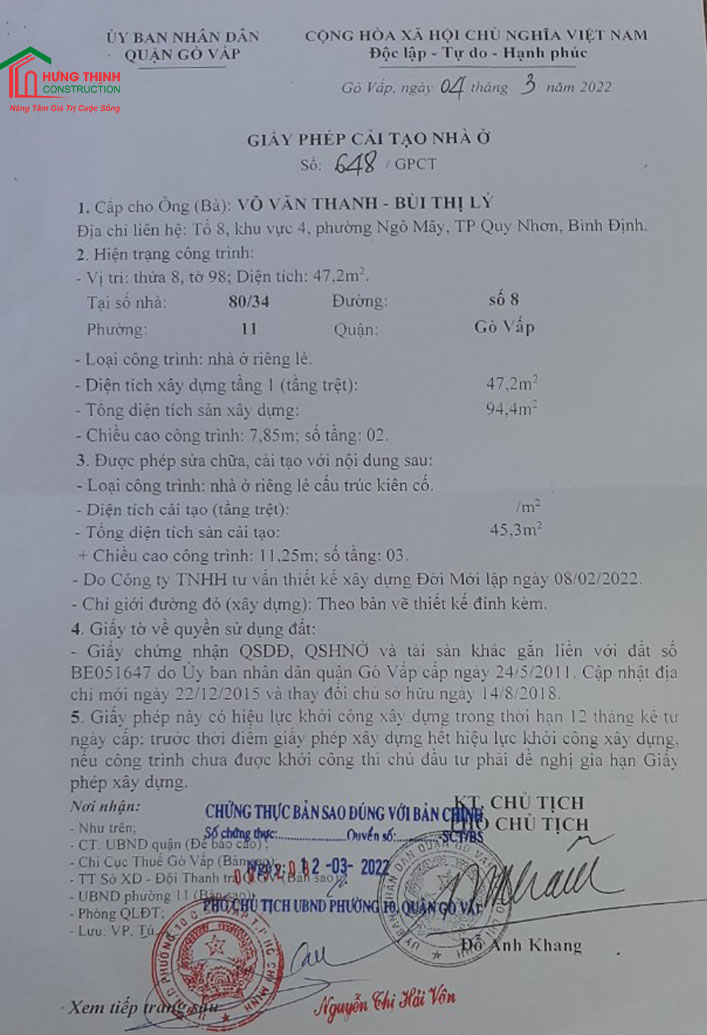 HƯNG THỊNH
CONSTRUCTION
Nâng Tầm Giá Trị Cuộc Sống
ỦY BAN NHÂN DÂN
QUẬN GÒ VẤP
CỘNG HÒA XÃ HỘI CHỦ NGHĨA VIỆT NAM
Độc lập - Tự do - Hạnh phúc
Gò Vấp, ngày 04 tháng 3 năm 2022
GIẤY PHÉP CẢI TẠO NHÀ Ở
Số: 648 / GPCT
1. Cấp cho Ông (Bà): VÕ VĂN THANH - BÙI THỊ LÝ
Địa chỉ liên hệ: Tổ 8, khu vực 4, phường Ngô Mây, TP Quy Nhơn, Bình Định.
2. Hiện trạng công trình:
- Vị trí: thửa 8, tờ 98; Diện tích: 47,2m².
Tại số nhà: 80/34 Đường: số 8
Phường: 11 Quận: Gò Vấp
- Loại công trình: nhà ở riêng lẻ.
- Diện tích xây dựng tầng 1 (tầng trệt): 47,2m²
- Tổng diện tích sàn xây dựng: 94,4m²
- Chiều cao công trình: 7,85m; số tầng: 02.
3. Được phép sửa chữa, cải tạo với nội dung sau:
- Loại công trình: nhà ở riêng lẻ cấu trúc kiên cố.
- Diện tích cải tạo (tầng trệt): /m²
- Tổng diện tích sàn cải tạo: 45,3m²
+ Chiều cao công trình: 11,25m; số tầng: 03.
- Do Công ty TNHH tư vấn thiết kế xây dựng Đời Mới lập ngày 08/02/2022.
- Chỉ giới đường đỏ (xây dựng): Theo bản vẽ thiết kế đính kèm.
4. Giấy tờ về quyền sử dụng đất:
- Giấy chứng nhận QSDĐ, QSHNỞ và tài sản khác gắn liền với đất số
BE051647 do Ủy ban nhân dân quận Gò Vấp cấp ngày 24/5/2011. Cập nhật địa
chỉ mới ngày 22/12/2015 và thay đổi chủ sở hữu ngày 14/8/2018.
5. Giấy phép này có hiệu lực khởi công xây dựng trong thời hạn 12 tháng kể từ
ngày cấp; trước thời điểm giấy phép xây dựng hết hiệu lực khởi công xây dựng,
nếu công trình chưa được khởi công thì chủ đầu tư phải đề nghị gia hạn Giấy
phép xây dựng.
Nơi nhận:
- Như trên;
- CT. UBND quận (Để báo cáo);
- Chi Cục Thuế Gò Vấp (Bản sao);
- TT Sở XD - Đội Thanh tra (Bản sao);
- UBND phường 11 (Bản sao);
- Phòng QLĐT;
- Lưu: VP, Tú.
KT. CHỦ TỊCH
PHÓ CHỦ TỊCH
CHỨNG THỰC BẢN SAO ĐÚNG VỚI BẢN CHÍNH
Số chứng thực: Quyển số: SCT/BS
Ngày: 12-03-2022
PHÓ CHỦ TỊCH UBND PHƯỜNG 10, QUẬN GÒ VẤP
Đỗ Anh Khang
Xem tiếp trang sau
Nguyễn Thị Hải Vân